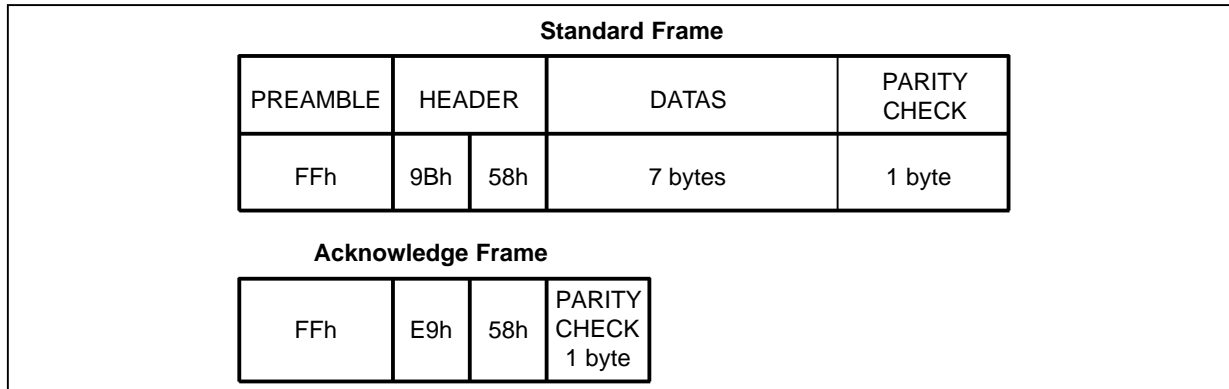 Standard Frame
PREAMBLE HEADER DATAS PARITY
CHECK
FFh 9Bh 58h 7 bytes 1 byte
Acknowledge Frame
FFh E9h 58h PARITY
CHECK
1 byte